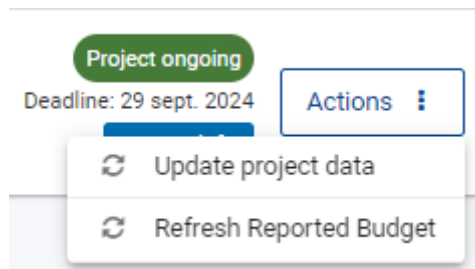 Project ongoing
Deadline: 29 sept. 2024
Actions
Update project data
Refresh Reported Budget